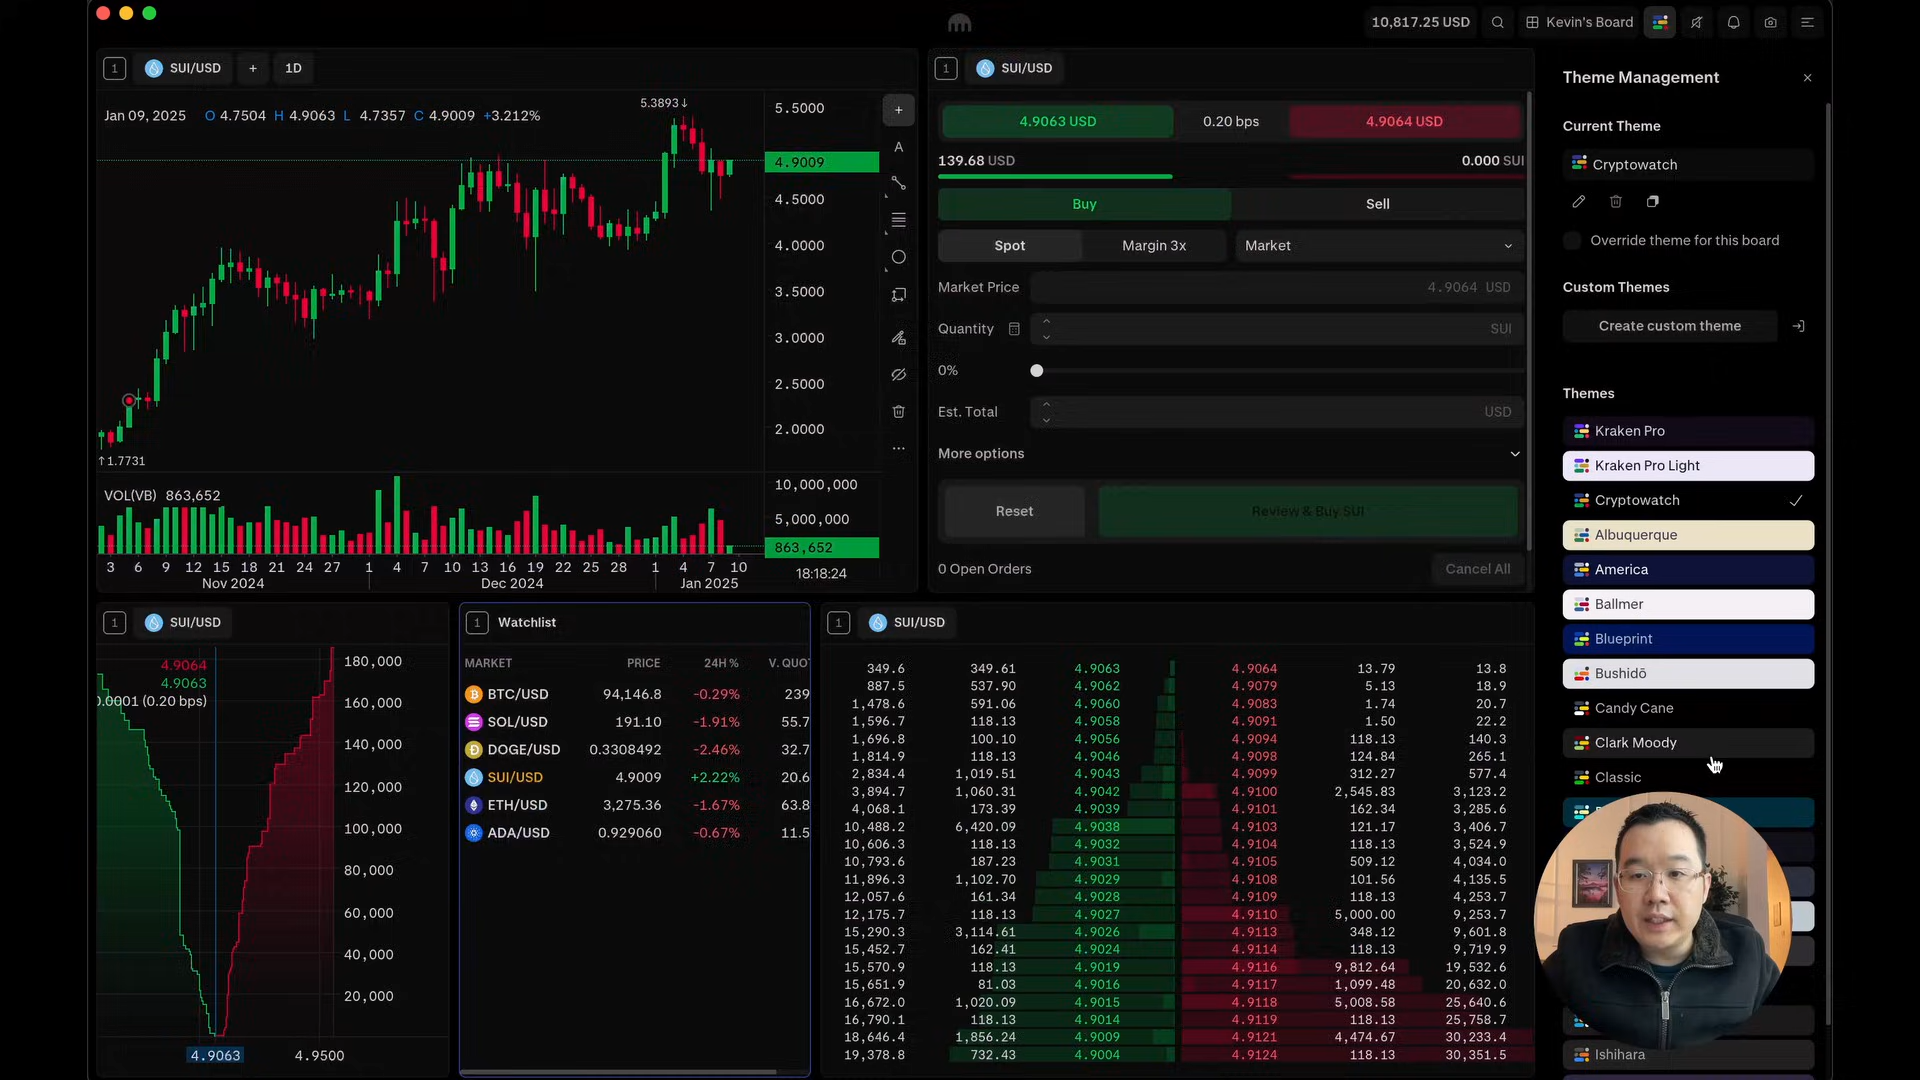 10,817.25 USD
Kevin's Board
1
SUI/USD
+
1D
Jan 09, 2025 O 4.7504 H 4.9063 L 4.7357 C 4.9009 +3.212%
5.3893↓
5.5000
4.9009
4.5000
4.0000
3.5000
3.0000
2.5000
2.0000
↑1.7731
VOL(VB) 863,652
10,000,000
5,000,000
863,652
3 6 9 12 15 18 21 24 27 1 4 7 10 13 16 19 22 25 28 1 4 7 10
Nov 2024 Dec 2024 Jan 2025
18:18:24
A
1
SUI/USD
4.9063 USD
0.20 bps
4.9064 USD
139.68 USD
0.000 SUI
Buy
Sell
Spot
Margin 3x
Market
Market Price
4.9064 USD
Quantity
SUI
0%
Est. Total
USD
More options
Reset
Review & Buy SUI
0 Open Orders
Cancel All
Theme Management
Current Theme
Cryptowatch
Override theme for this board
Custom Themes
Create custom theme
Themes
Kraken Pro
Kraken Pro Light
Cryptowatch
Albuquerque
America
Ballmer
Blueprint
Bushidō
Candy Cane
Clark Moody
Classic
Ishihara
1
SUI/USD
4.9064
4.9063
0.0001 (0.20 bps)
180,000
160,000
140,000
120,000
100,000
80,000
60,000
40,000
20,000
4.9063
4.9500
1
Watchlist
MARKET PRICE 24H % V. QUO
BTC/USD 94,146.8 -0.29% 239
SOL/USD 191.10 -1.91% 55.7
DOGE/USD 0.3308492 -2.46% 32.7
SUI/USD 4.9009 +2.22% 20.6
ETH/USD 3,275.36 -1.67% 63.8
ADA/USD 0.929060 -0.67% 11.5
1
SUI/USD
349.6 349.61 4.9063 4.9064 13.79 13.8
887.5 537.90 4.9062 4.9079 5.13 18.9
1,478.6 591.06 4.9060 4.9083 1.74 20.7
1,596.7 118.13 4.9058 4.9091 1.50 22.2
1,696.8 100.10 4.9056 4.9094 118.13 140.3
1,814.9 118.13 4.9046 4.9098 124.84 265.1
2,834.4 1,019.51 4.9043 4.9099 312.27 577.4
3,894.7 1,060.31 4.9042 4.9100 2,545.83 3,123.2
4,068.1 173.39 4.9039 4.9101 162.34 3,285.6
10,488.2 6,420.09 4.9038 4.9103 121.17 3,406.7
10,606.3 118.13 4.9032 4.9104 118.13 3,524.9
10,793.6 187.23 4.9031 4.9105 509.12 4,034.0
11,896.3 1,102.70 4.9029 4.9108 101.56 4,135.5
12,057.6 161.34 4.9028 4.9109 118.13 4,253.7
12,175.7 118.13 4.9027 4.9110 5,000.00 9,253.7
15,290.3 3,114.61 4.9026 4.9113 348.12 9,601.8
15,452.7 162.41 4.9024 4.9114 118.13 9,719.9
15,570.9 118.13 4.9019 4.9116 9,812.64 19,532.6
15,651.9 81.03 4.9016 4.9117 1,099.48 20,632.0
16,672.0 1,020.09 4.9015 4.9118 5,008.58 25,640.6
16,790.1 118.13 4.9014 4.9119 118.13 25,758.7
18,646.4 1,856.24 4.9009 4.9121 4,474.67 30,233.4
19,378.8 732.43 4.9004 4.9124 118.13 30,351.5